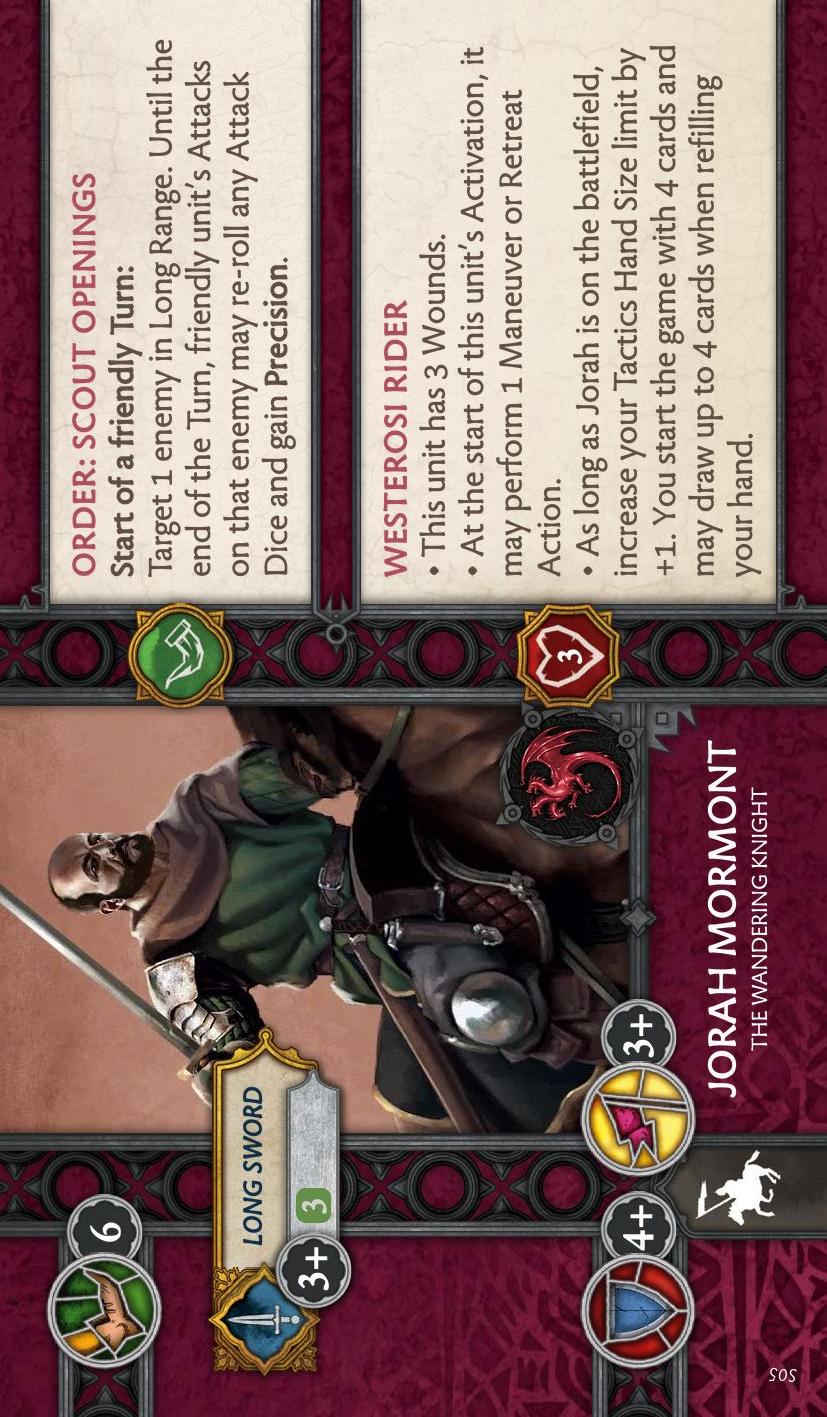 6
LONG SWORD
3+
3
4+
3+
JORAH MORMONT
THE WANDERING KNIGHT
S05
ORDER: SCOUT OPENINGS
Start of a friendly Turn:
Target 1 enemy in Long Range. Until the
end of the Turn, friendly unit's Attacks
on that enemy may re-roll any Attack
Dice and gain Precision.
3
WESTEROSI RIDER
• This unit has 3 Wounds.
• At the start of this unit's Activation, it
may perform 1 Maneuver or Retreat
Action.
• As long as Jorah is on the battlefield,
increase your Tactics Hand Size limit by
+1. You start the game with 4 cards and
may draw up to 4 cards when refilling
your hand.